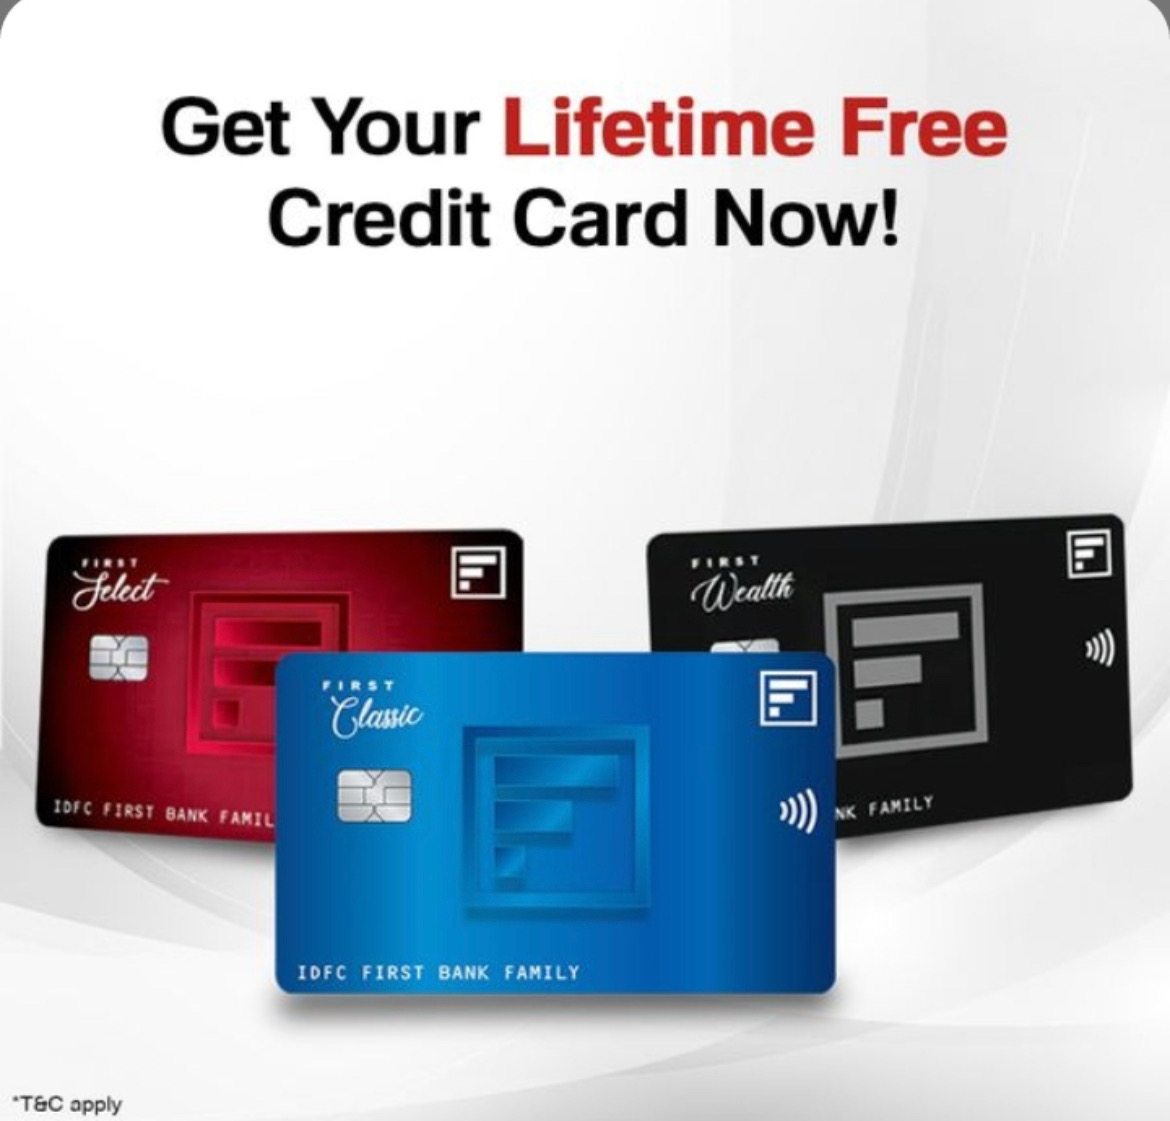 Get Your Lifetime Free
Credit Card Now!
FIRST
Select
IDFC FIRST BANK FAMIL
FIRST
Wealth
NK FAMILY
FIRST
Classic
IDFC FIRST BANK FAMILY
*T&C apply